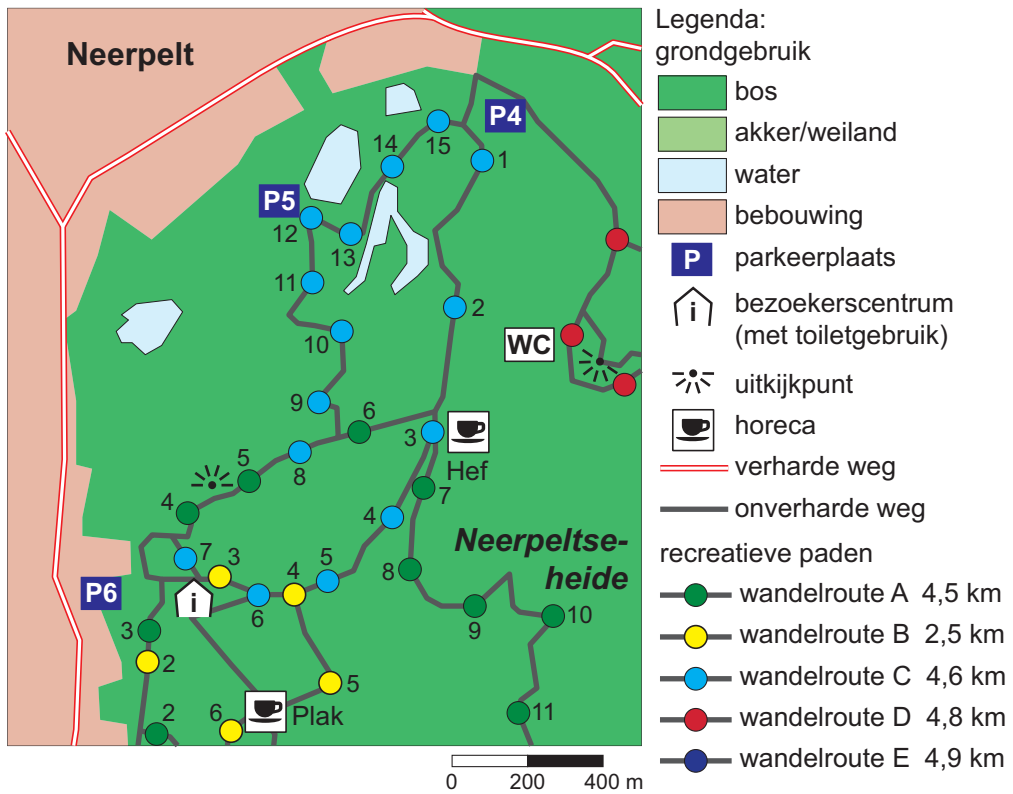 Neerpelt
P4
14
15
1
P5
12
13
11
2
10
WC
9
6
3
Hef
8
5
4
7
4
7
3
5
4
Neerpeltse-
heide
8
P6
i
6
9
10
3
2
5
Plak
6
11
2
0 200 400 m
Legenda:
grondgebruik
bos
akker/weiland
water
bebouwing
P parkeerplaats
i bezoekerscentrum
(met toiletgebruik)
uitkijkpunt
horeca
verharde weg
onverharde weg
recreatieve paden
wandelroute A 4,5 km
wandelroute B 2,5 km
wandelroute C 4,6 km
wandelroute D 4,8 km
wandelroute E 4,9 km